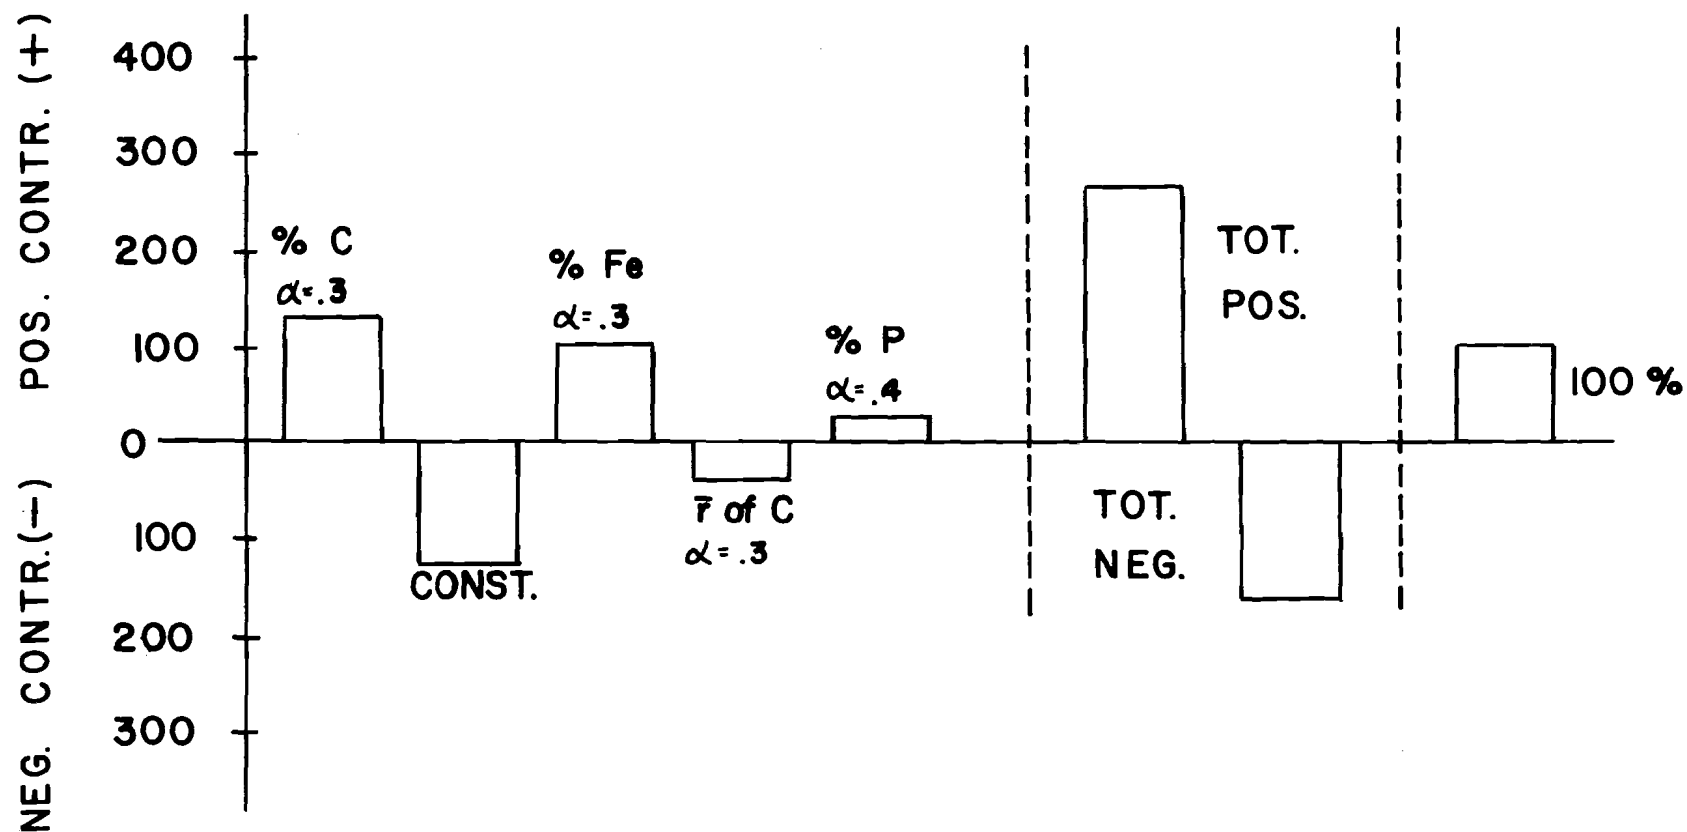 POS. CONTR. (+)
NEG. CONTR. (-)
400
300
200
100
0
100
200
300
% C
α=.3
CONST.
% Fe
α=.3
r̄ of C
α=.3
% P
α=.4
TOT.
POS.
TOT.
NEG.
100 %